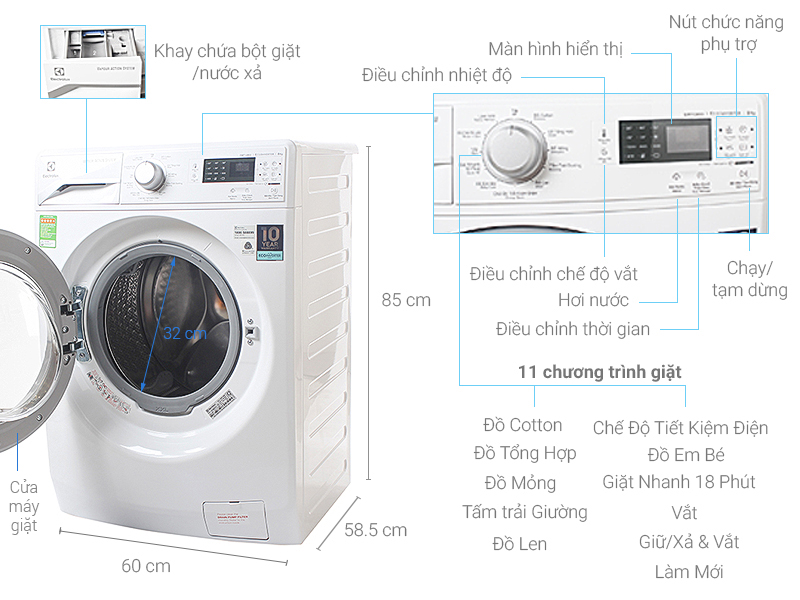 Nút chức năng
phụ trợ
Màn hình hiển thị
Khay chứa bột giặt
/nước xả
Điều chỉnh nhiệt độ
Electrolux
Electrolux
10
YEAR
85 cm
32 cm
Điều chỉnh chế độ vắt
Hơi nước
Điều chỉnh thời gian
Chạy/
tạm dừng
11 chương trình giặt
Đồ Cotton
Đồ Tổng Hợp
Đồ Mỏng
Tấm trải Giường
Đồ Len
Chế Độ Tiết Kiệm Điện
Đồ Em Bé
Giặt Nhanh 18 Phút
Vắt
Giữ/Xả & Vắt
Làm Mới
Cửa
máy
giặt
60 cm
58.5 cm